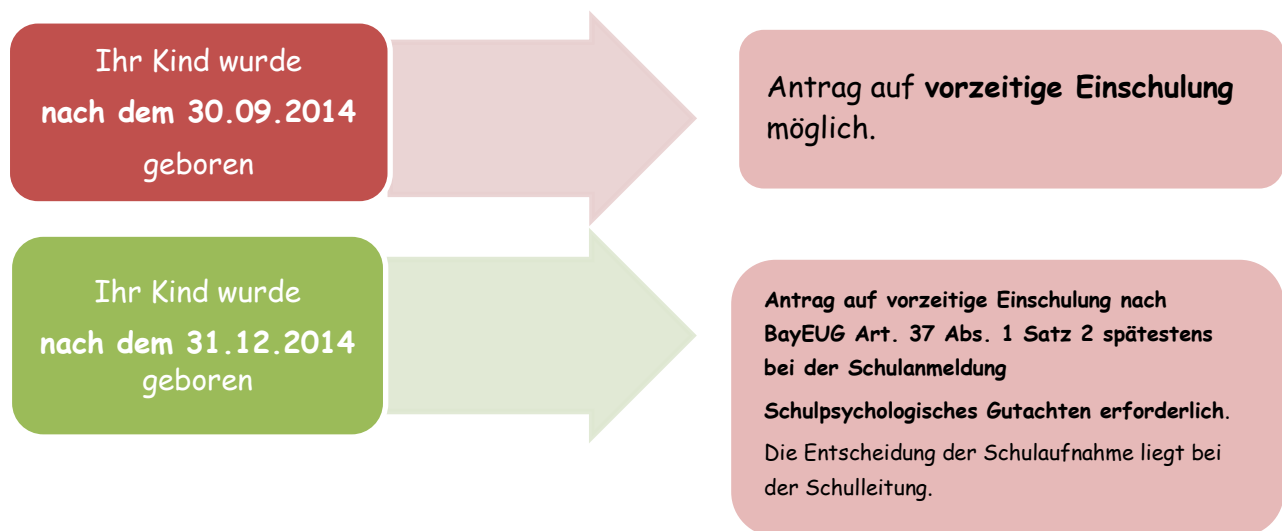 Ihr Kind wurde
nach dem 30.09.2014
geboren
Antrag auf vorzeitige Einschulung
möglich.
Ihr Kind wurde
nach dem 31.12.2014
geboren
Antrag auf vorzeitige Einschulung nach
BayEUG Art. 37 Abs. 1 Satz 2 spätestens
bei der Schulanmeldung
Schulpsychologisches Gutachten erforderlich.
Die Entscheidung der Schulaufnahme liegt bei
der Schulleitung.